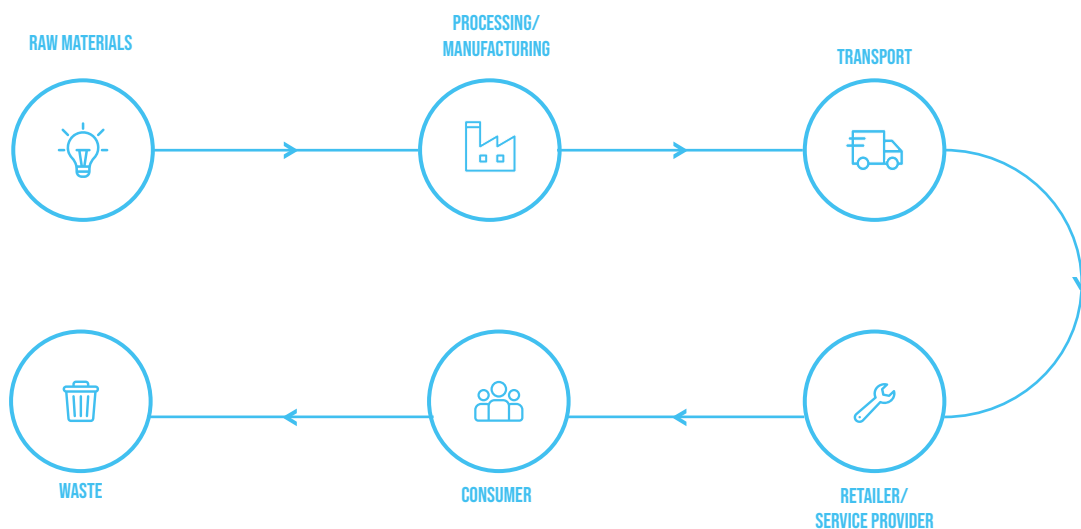 RAW MATERIALS
PROCESSING/
MANUFACTURING
TRANSPORT
WASTE
CONSUMER
RETAILER/
SERVICE PROVIDER